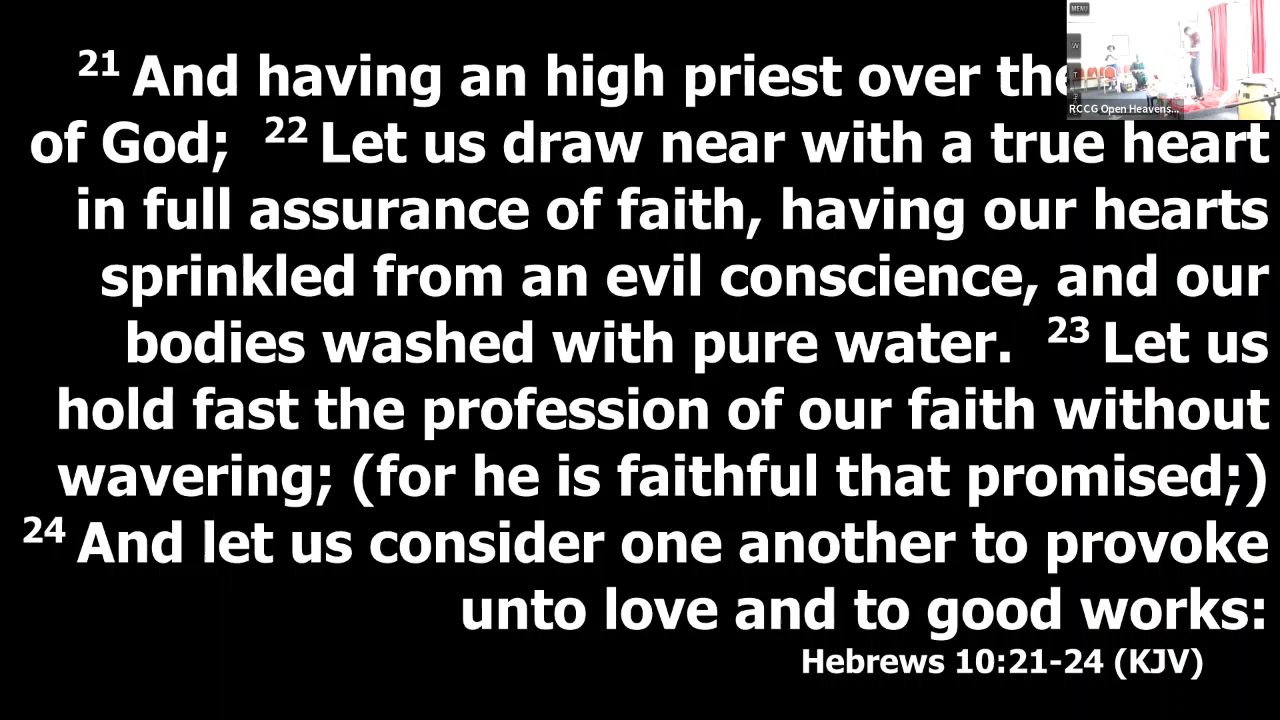 21 And having an high priest over the
of God; 22 Let us draw near with a true heart
in full assurance of faith, having our hearts
sprinkled from an evil conscience, and our
bodies washed with pure water. 23 Let us
hold fast the profession of our faith without
wavering; (for he is faithful that promised;)
24 And let us consider one another to provoke
unto love and to good works:
Hebrews 10:21-24 (KJV)
MENU
W
T
RCCG Open Heavens...